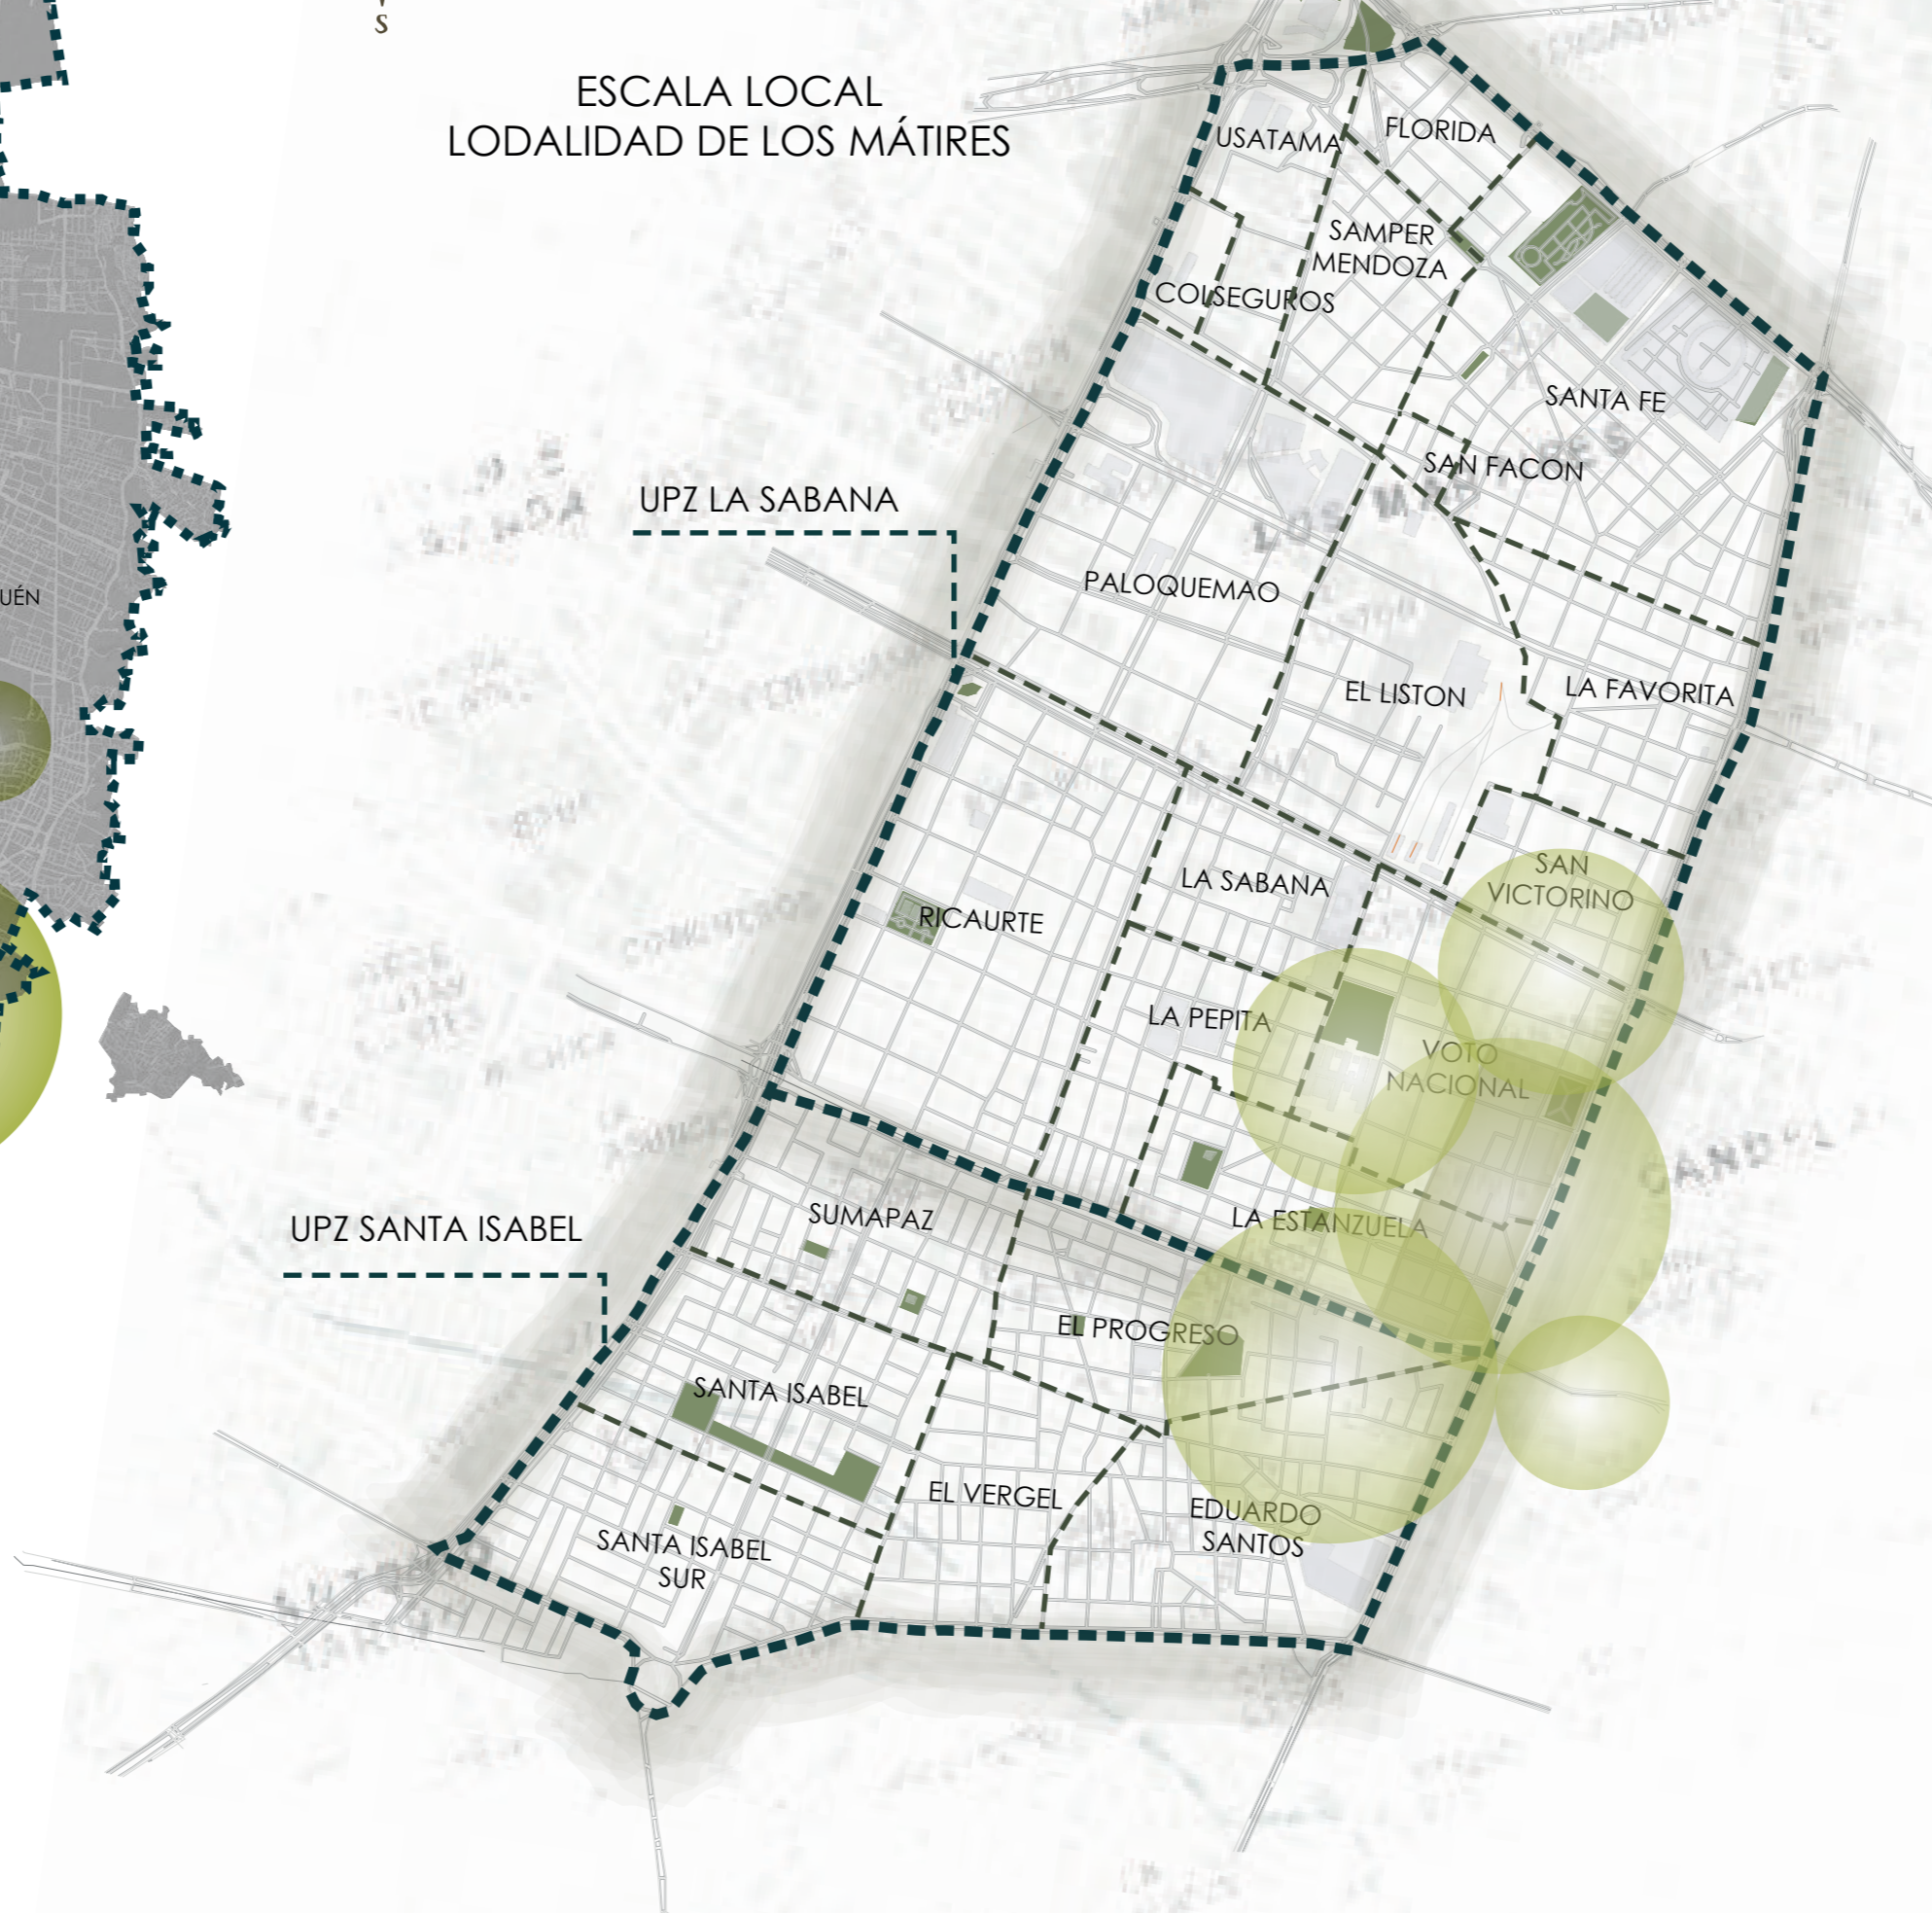 S
ESCALA LOCAL
LODALIDAD DE LOS MÁTIRES
USATAMA
FLORIDA
SAMPER
MENDOZA
COLSEGUROS
SANTA FE
SAN FACON
UPZ LA SABANA
PALOQUEMAO
UÉN
EL LISTON
LA FAVORITA
SAN
VICTORINO
LA SABANA
RICAURTE
LA PEPITA
VOTO
NACIONAL
UPZ SANTA ISABEL
SUMAPAZ
LA ESTANZUELA
EL PROGRESO
SANTA ISABEL
EL VERGEL
EDUARDO
SANTOS
SANTA ISABEL
SUR